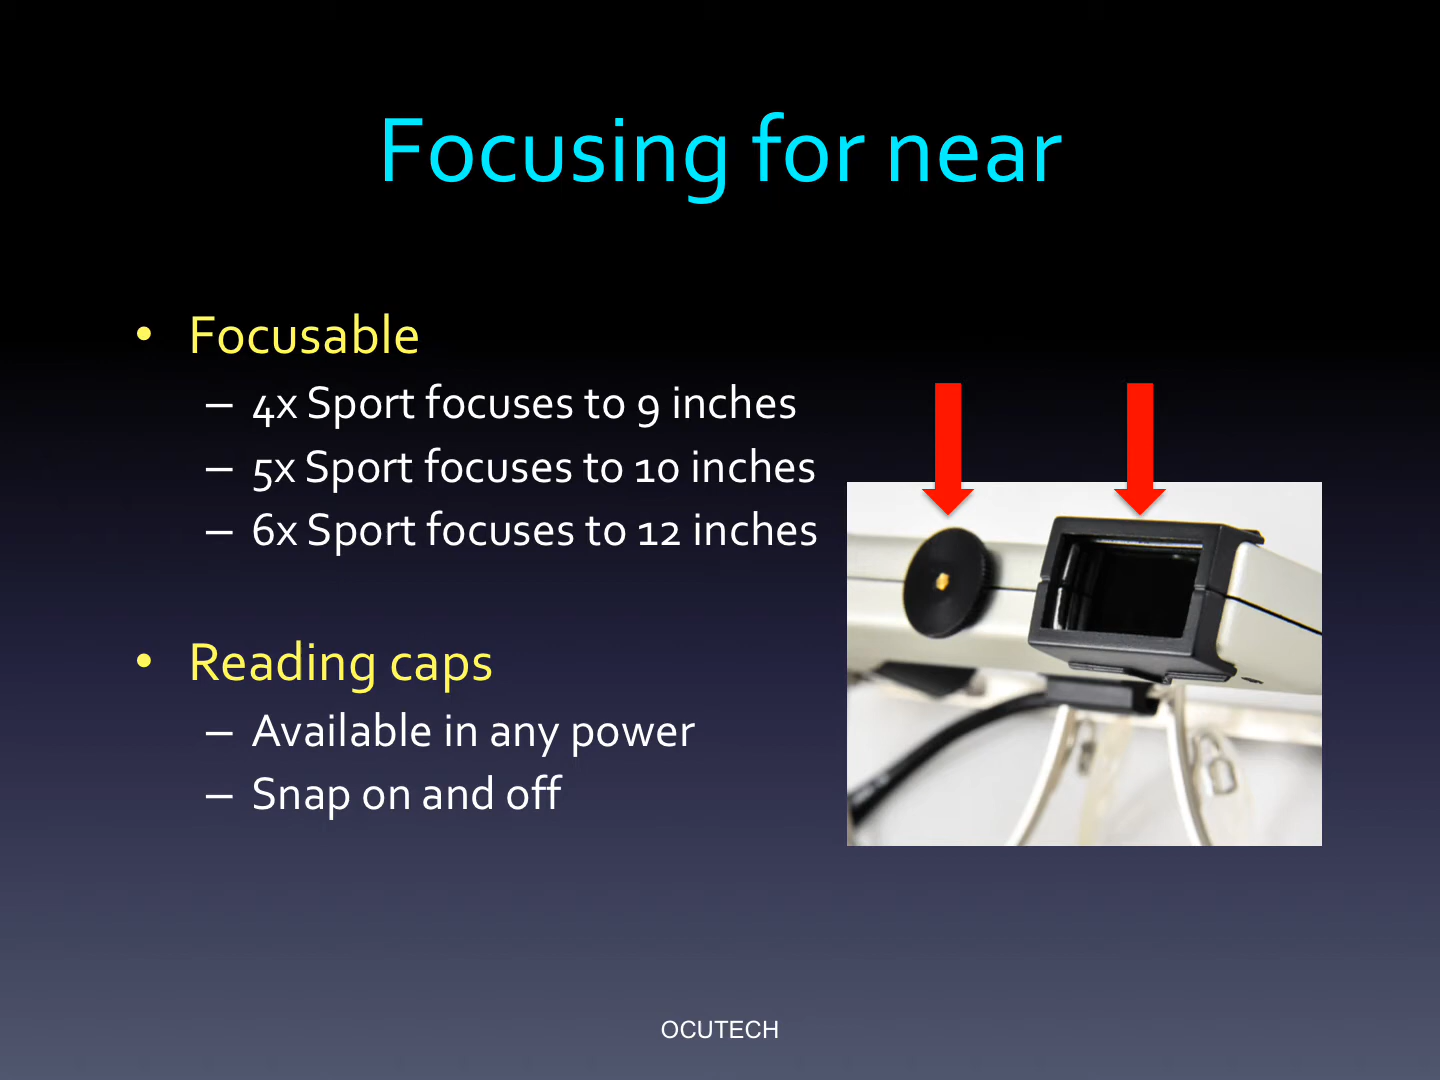 Focusing for near
• Focusable
– 4x Sport focuses to 9 inches
– 5x Sport focuses to 10 inches
– 6x Sport focuses to 12 inches
• Reading caps
– Available in any power
– Snap on and off
OCUTECH